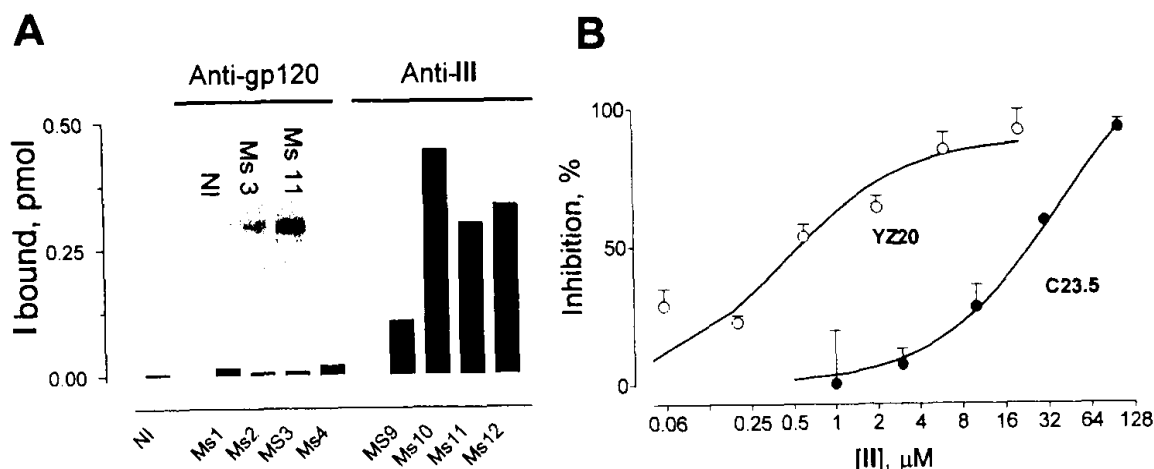 A
Anti-gp120
Anti-III
I bound, pmol
0.50
0.25
0.00
NI
Ms 3
Ms 11
NI
Ms1
Ms2
MS3
Ms4
MS9
Ms10
Ms11
Ms12
B
Inhibition, %
100
50
0
YZ20
C23.5
0.06 0.25 0.5 1 2 4 8 16 32 64 128
[II], µM